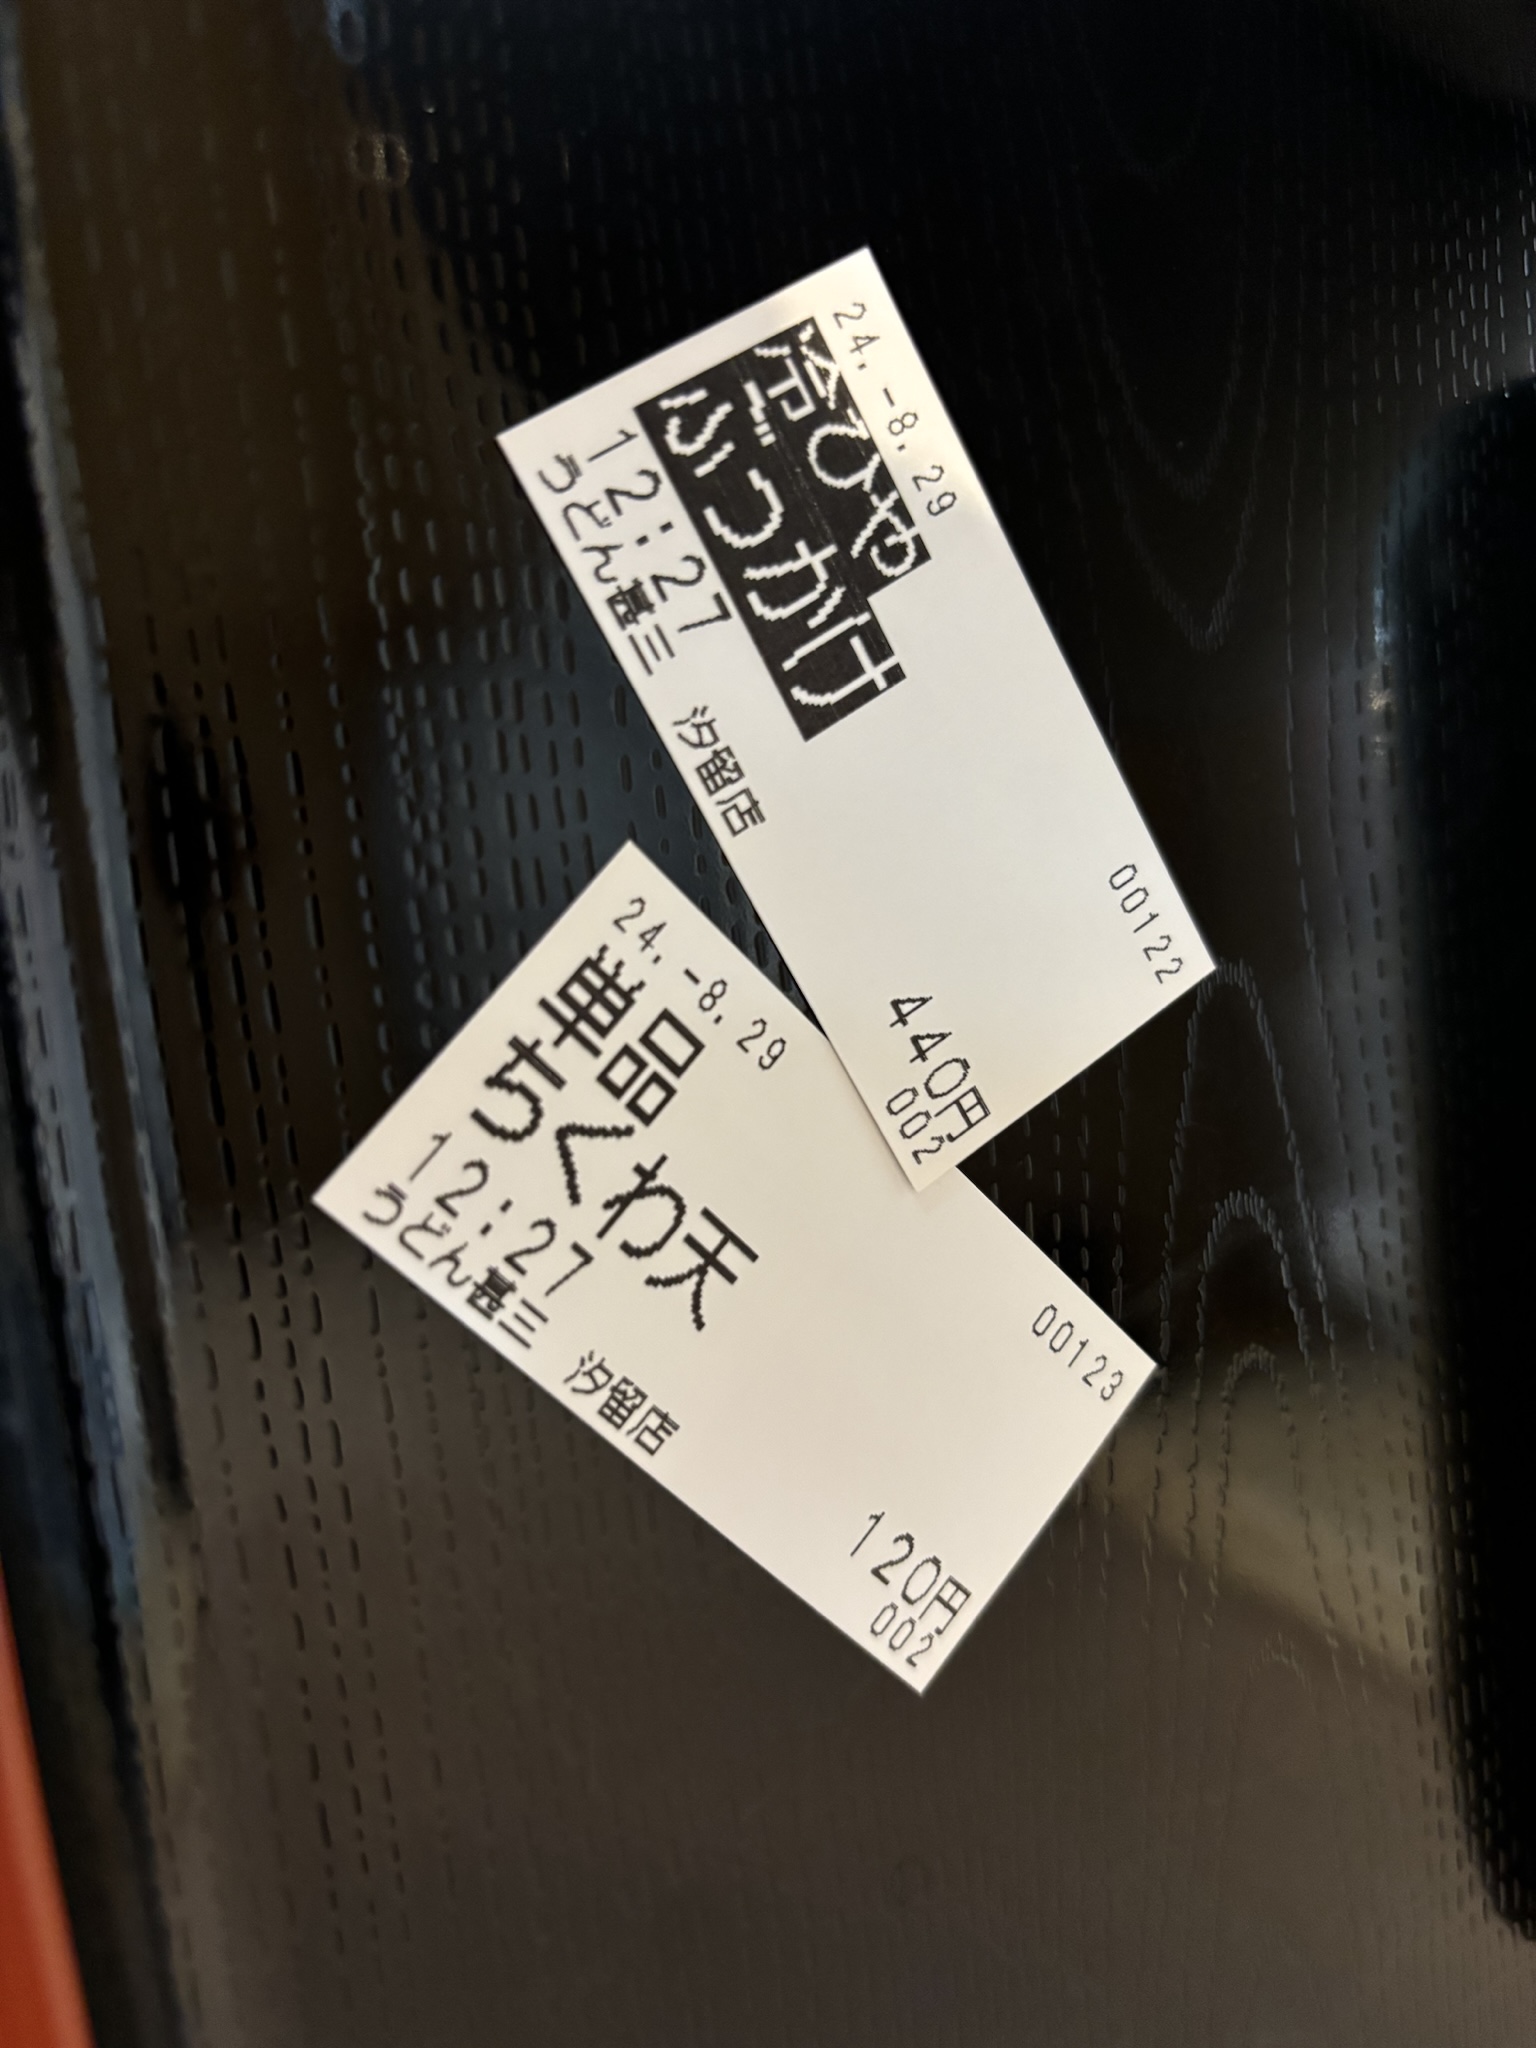 24.-8.29
00122
冷ひや
ぶっかけ
440円
12:27
002
うどん甚三 汐留店
24.-8.29
00123
単品
ちくわ天
120円
12:27
002
うどん甚三 汐留店